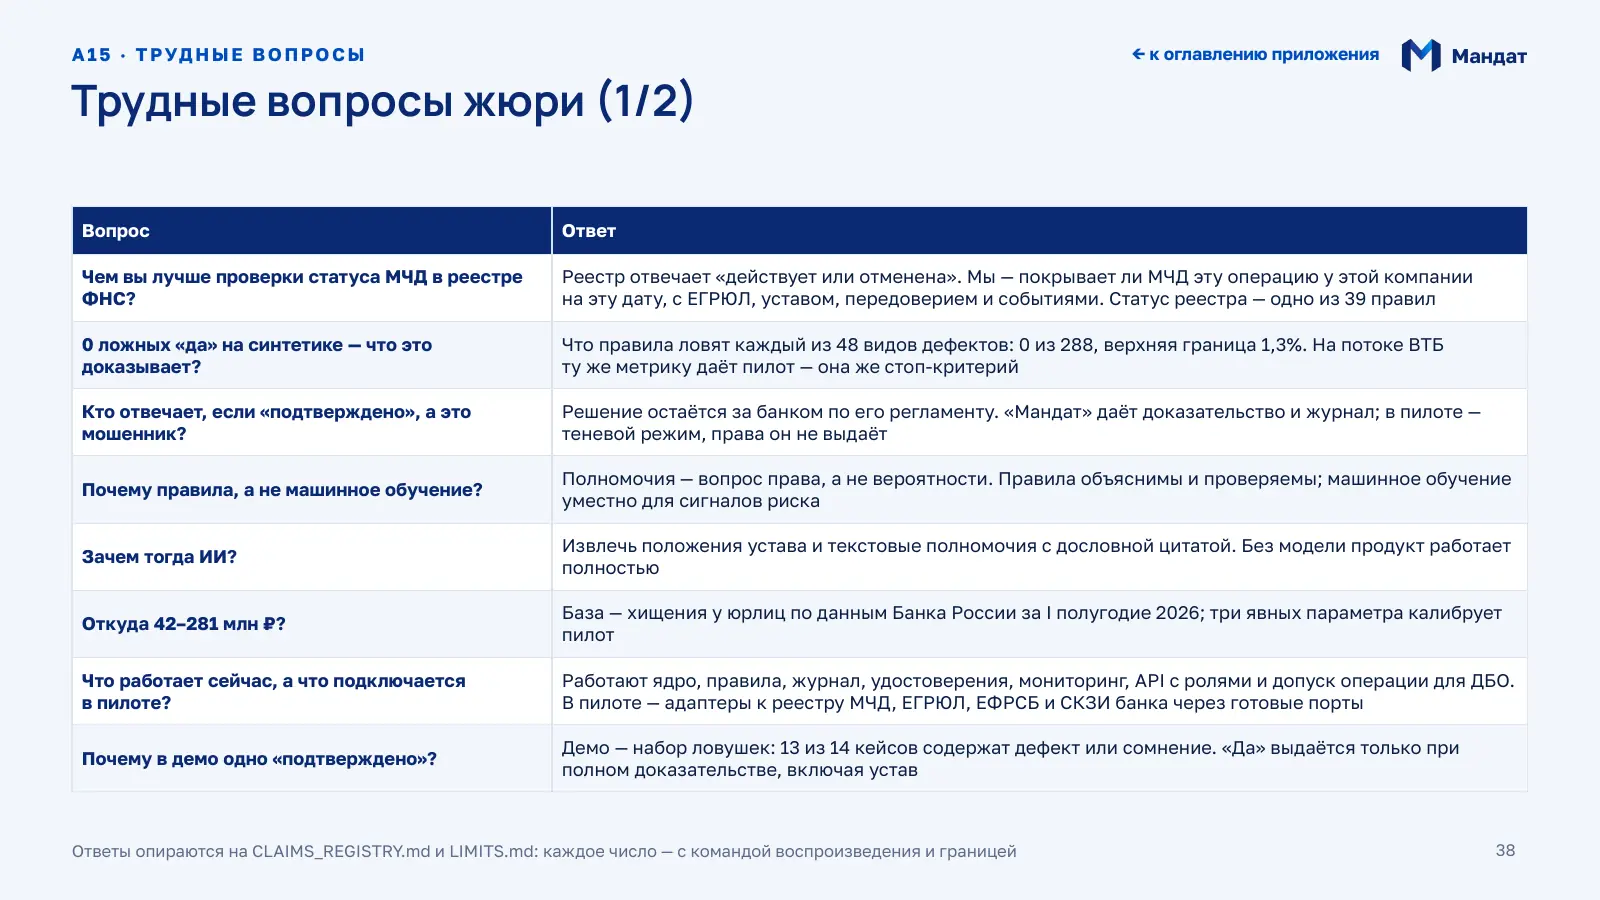 A15 · ТРУДНЫЕ ВОПРОСЫ
← к оглавлению приложения
Мандат
Трудные вопросы жюри (1/2)
Вопрос
Ответ
Чем вы лучше проверки статуса МЧД в реестре
ФНС?
Реестр отвечает «действует или отменена». Мы — покрывает ли МЧД эту операцию у этой компании
на эту дату, с ЕГРЮЛ, уставом, передоверием и событиями. Статус реестра — одно из 39 правил
0 ложных «да» на синтетике — что это
доказывает?
Что правила ловят каждый из 48 видов дефектов: 0 из 288, верхняя граница 1,3%. На потоке ВТБ
ту же метрику даёт пилот — она же стоп-критерий
Кто отвечает, если «подтверждено», а это
мошенник?
Решение остаётся за банком по его регламенту. «Мандат» даёт доказательство и журнал; в пилоте —
теневой режим, права он не выдаёт
Почему правила, а не машинное обучение?
Полномочия — вопрос права, а не вероятности. Правила объяснимы и проверяемы; машинное обучение
уместно для сигналов риска
Зачем тогда ИИ?
Извлечь положения устава и текстовые полномочия с дословной цитатой. Без модели продукт работает
полностью
Откуда 42–281 млн ₽?
База — хищения у юрлиц по данным Банка России за I полугодие 2026; три явных параметра калибрует
пилот
Что работает сейчас, а что подключается
в пилоте?
Работают ядро, правила, журнал, удостоверения, мониторинг, API с ролями и допуск операции для ДБО.
В пилоте — адаптеры к реестру МЧД, ЕГРЮЛ, ЕФРСБ и СКЗИ банка через готовые порты
Почему в демо одно «подтверждено»?
Демо — набор ловушек: 13 из 14 кейсов содержат дефект или сомнение. «Да» выдаётся только при
полном доказательстве, включая устав
Ответы опираются на CLAIMS_REGISTRY.md и LIMITS.md: каждое число — с командой воспроизведения и границей
38